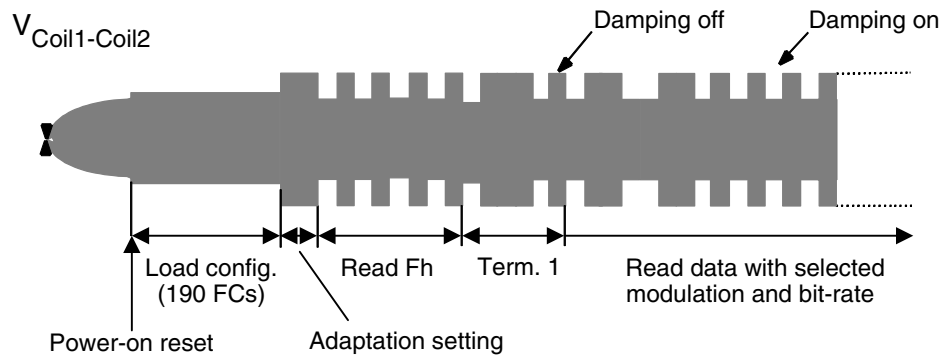 V Coil1-Coil2
Damping off
Damping on
Load config.
(190 FCs)
Read Fh
Term. 1
Read data with selected
modulation and bit-rate
Power-on reset
Adaptation setting